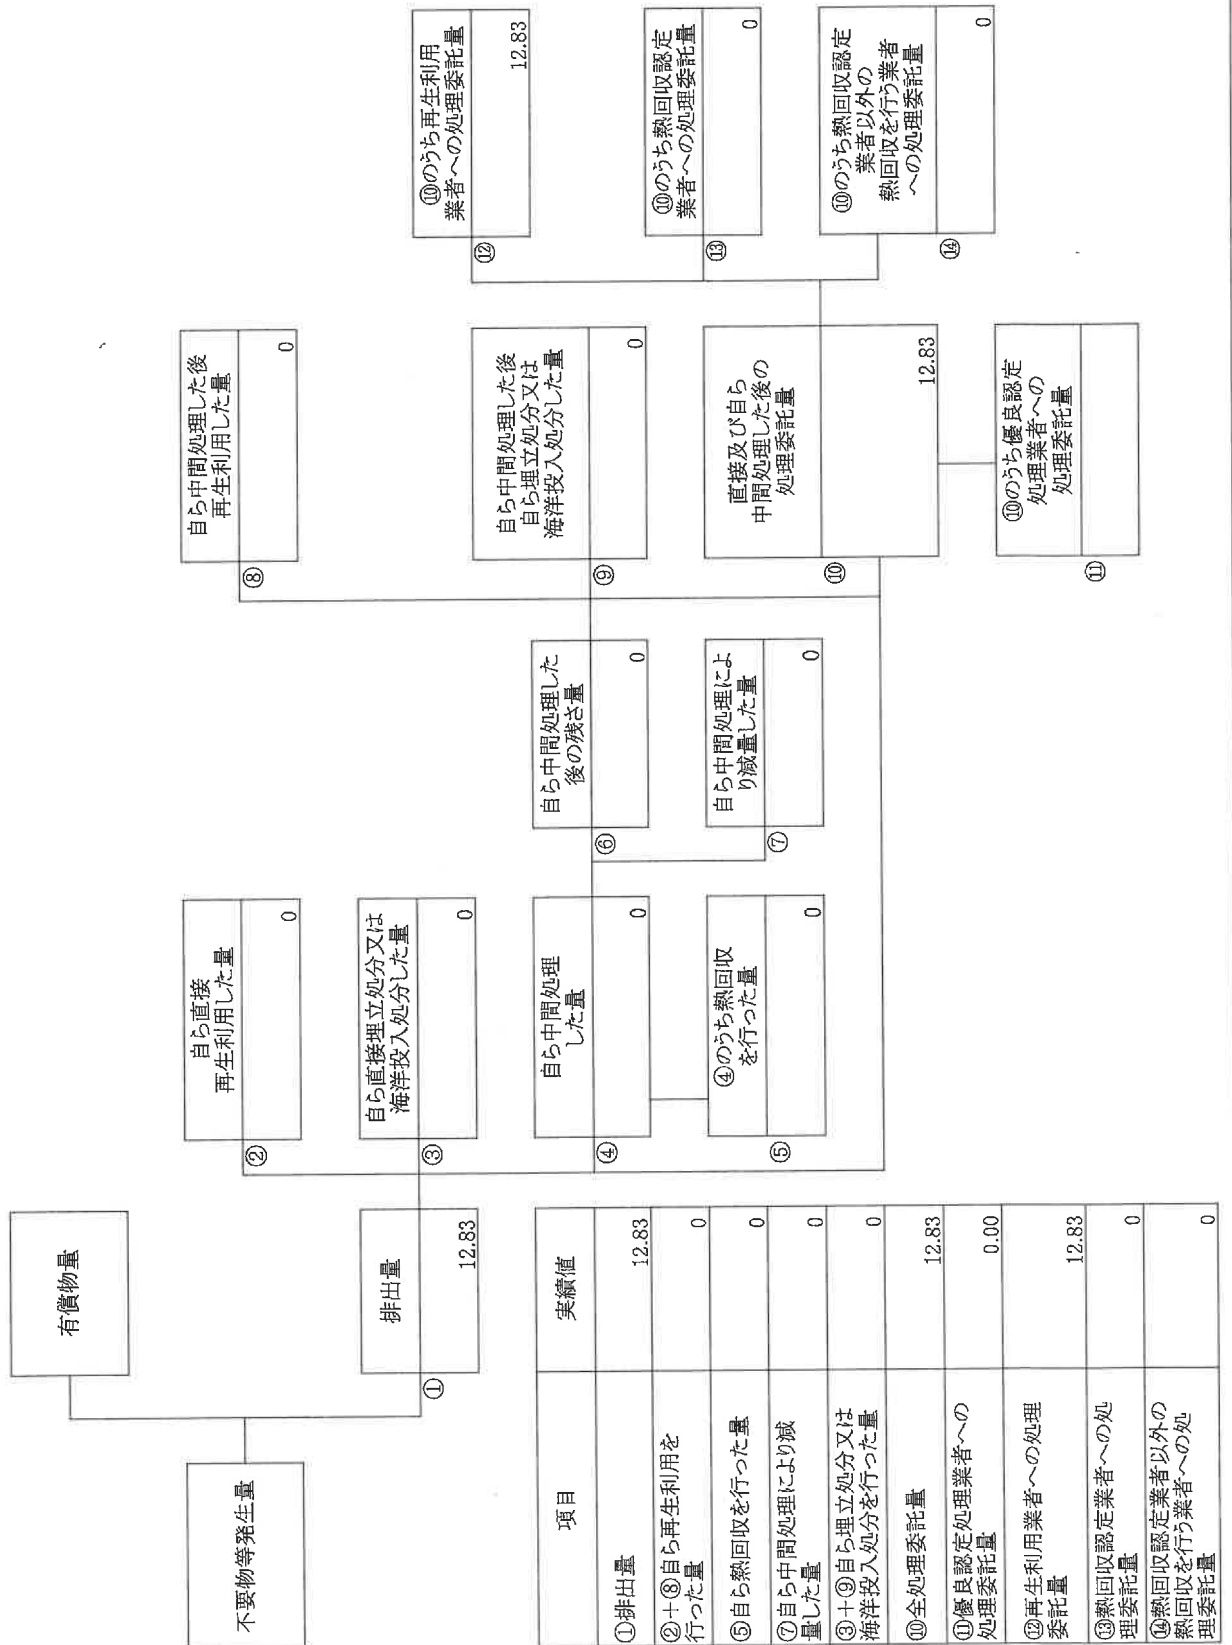 不要物等発生量
有償物量
排出量
①
12.83
自ら直接
再生利用した量
②
0
自ら直接埋立処分又は
海洋投入処分した量
③
0
自ら中間処理
した量
④
0
④のうち熱回収
を行った量
⑤
0
自ら中間処理した
後の残さ量
⑥
0
自ら中間処理によ
り減量した量
⑦
0
自ら中間処理した後
再生利用した量
⑧
0
自ら中間処理した後
自ら埋立処分又は
海洋投入処分した量
⑨
0
直接及び自ら
中間処理した後の
処理委託量
⑩
12.83
⑩のうち優良認定
処理業者への
処理委託量
⑪
⑩のうち再生利用
業者への処理委託量
⑫
12.83
⑩のうち熱回収認定
業者への処理委託量
⑬
0
⑩のうち熱回収認定
業者以外の
熱回収を行う業者
への処理委託量
⑭
0
項目 実績値
①排出量 12.83
②+⑧自ら再生利用を
行った量 0
⑤自ら熱回収を行った量 0
⑦自ら中間処理により減
量した量 0
③+⑨自ら埋立処分又は
海洋投入処分を行った量 0
⑩全処理委託量 12.83
⑪優良認定処理業者への
処理委託量 0.00
⑫再生利用業者への処理
委託量 12.83
⑬熱回収認定業者への処
理委託量 0
⑭熱回収認定業者以外の
熱回収を行う業者への処
理委託量 0